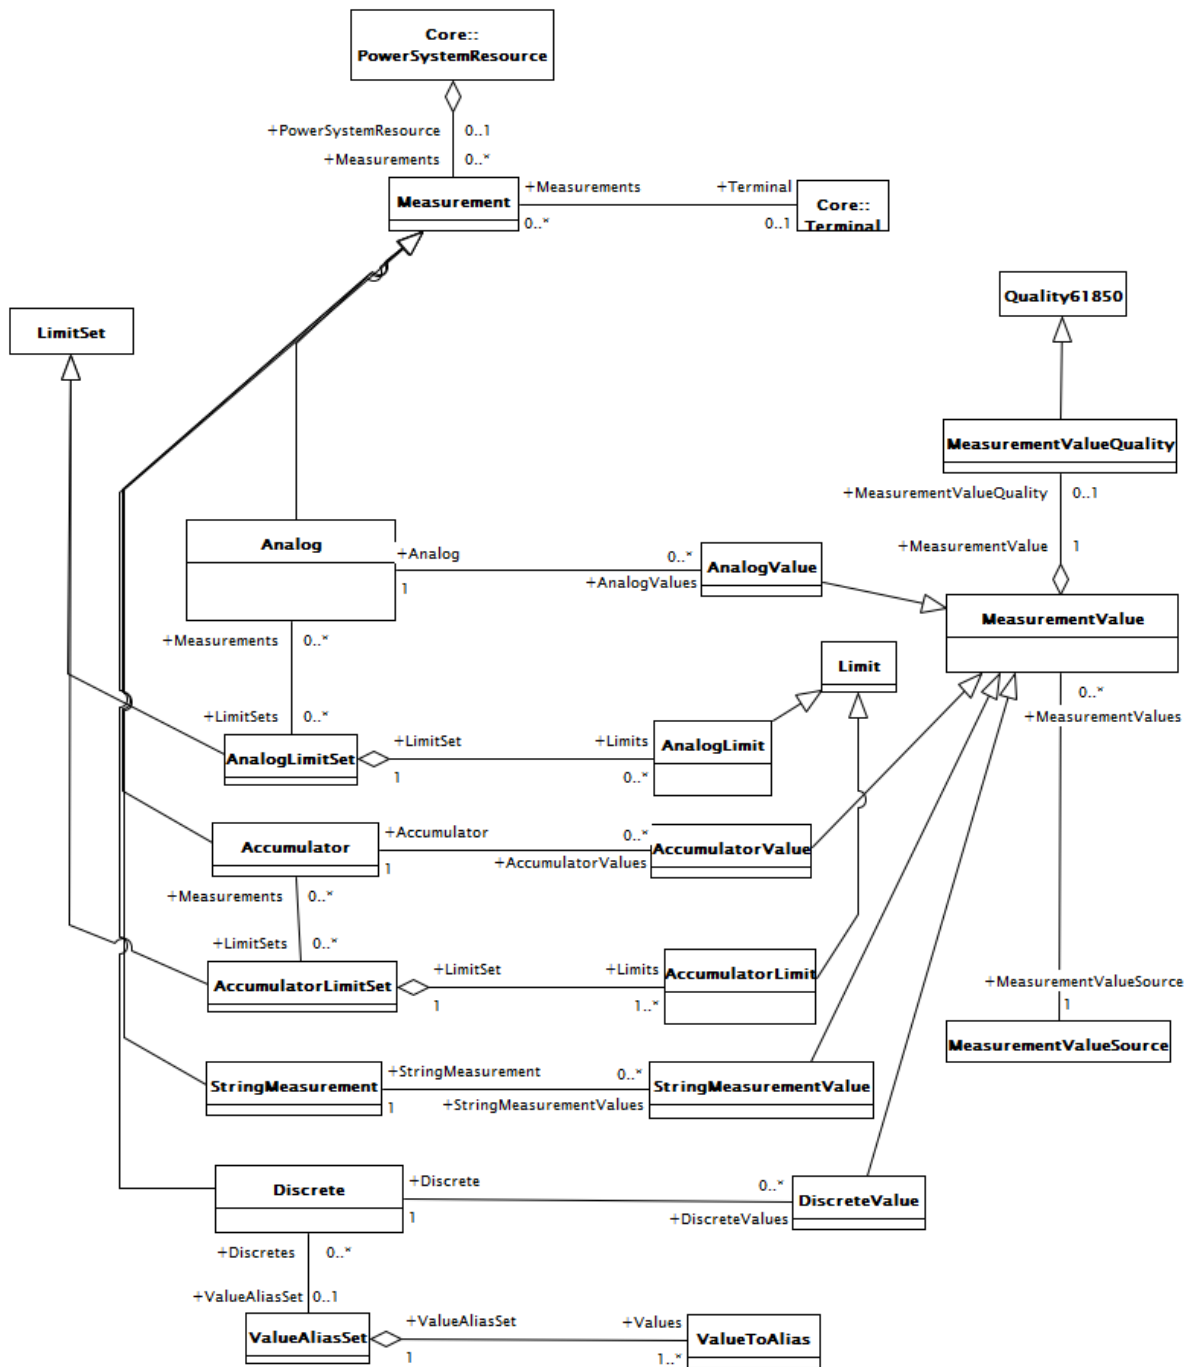 Core::
PowerSystemResource
+PowerSystemResource 0..1
+Measurements 0..*
Measurement
+Measurements +Terminal
0..* 0..1
Core::
Terminal
Quality61850
LimitSet
MeasurementValueQuality
+MeasurementValueQuality 0..1
+MeasurementValue 1
Analog
+Analog 0..*
1 +AnalogValues
AnalogValue
MeasurementValue
+Measurements 0..*
Limit
0..*
+MeasurementValues
+LimitSets 0..*
AnalogLimitSet
+LimitSet +Limits
1 0..*
AnalogLimit
Accumulator
+Accumulator 0..*
1 +AccumulatorValues
AccumulatorValue
+Measurements 0..*
+LimitSets 0..*
AccumulatorLimitSet
+LimitSet +Limits
1 1..*
AccumulatorLimit
+MeasurementValueSource
1
MeasurementValueSource
StringMeasurement
+StringMeasurement 0..*
1 +StringMeasurementValues
StringMeasurementValue
Discrete
+Discrete 0..*
1 +DiscreteValues
DiscreteValue
+Discretes 0..*
+ValueAliasSet 0..1
ValueAliasSet
+ValueAliasSet +Values
1 1..*
ValueToAlias